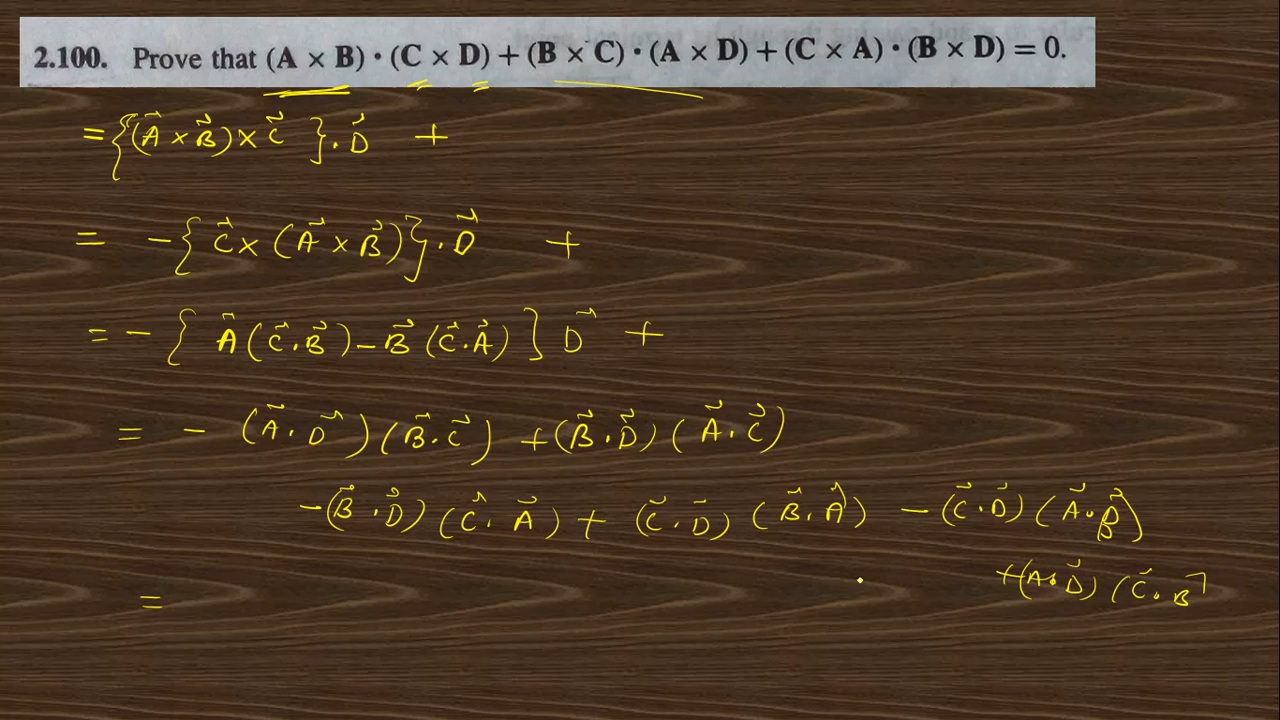 2.100. Prove that (A × B) · (C × D) + (B × C) · (A × D) + (C × A) · (B × D) = 0.
= {(A⃗ × B⃗) × C⃗ } . D⃗ +
= - { C⃗ × (A⃗ × B⃗) } . D⃗ +
= - { A⃗ (C⃗ . B⃗) - B⃗ (C⃗ . A⃗) } D⃗ +
= - (A⃗ . D⃗) (B⃗ . C⃗) + (B⃗ . D⃗) (A⃗ . C⃗)
- (B⃗ . D⃗) (C⃗ . A⃗) + (C⃗ . D⃗) (B⃗ . A⃗) - (C⃗ . D⃗) (A⃗ . B⃗)
+ (A . D⃗) (C⃗ . B⃗
=